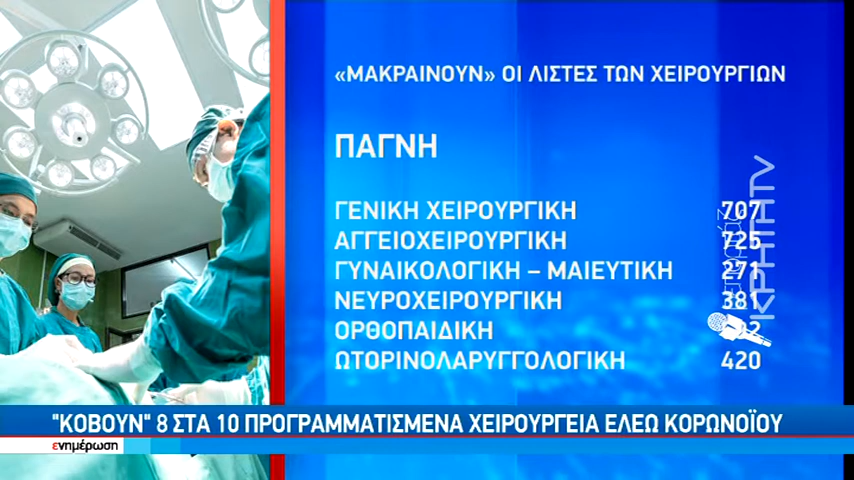 «ΜΑΚΡΑΙΝΟΥΝ» ΟΙ ΛΙΣΤΕΣ ΤΩΝ ΧΕΙΡΟΥΡΓΙΩΝ
ΠΑΓΝΗ
ΓΕΝΙΚΗ ΧΕΙΡΟΥΡΓΙΚΗ 707
ΑΓΓΕΙΟΧΕΙΡΟΥΡΓΙΚΗ 725
ΓΥΝΑΙΚΟΛΟΓΙΚΗ – ΜΑΙΕΥΤΙΚΗ 271
ΝΕΥΡΟΧΕΙΡΟΥΡΓΙΚΗ 381
ΟΡΘΟΠΑΙΔΙΚΗ
ΩΤΟΡΙΝΟΛΑΡΥΓΓΟΛΟΓΙΚΗ 420
ΚΡΗΤΗTV
"ΚΟΒΟΥΝ" 8 ΣΤΑ 10 ΠΡΟΓΡΑΜΜΑΤΙΣΜΕΝΑ ΧΕΙΡΟΥΡΓΕΙΑ ΕΛΕΩ ΚΟΡΩΝΟΪΟΥ
ενημέρωση